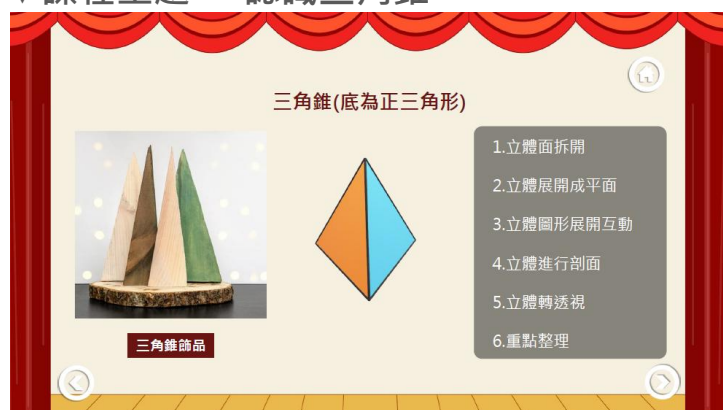 三角錐(底為正三角形)
1.立體面拆開
2.立體展開成平面
3.立體圖形展開互動
4.立體進行剖面
5.立體轉透視
6.重點整理
三角錐飾品